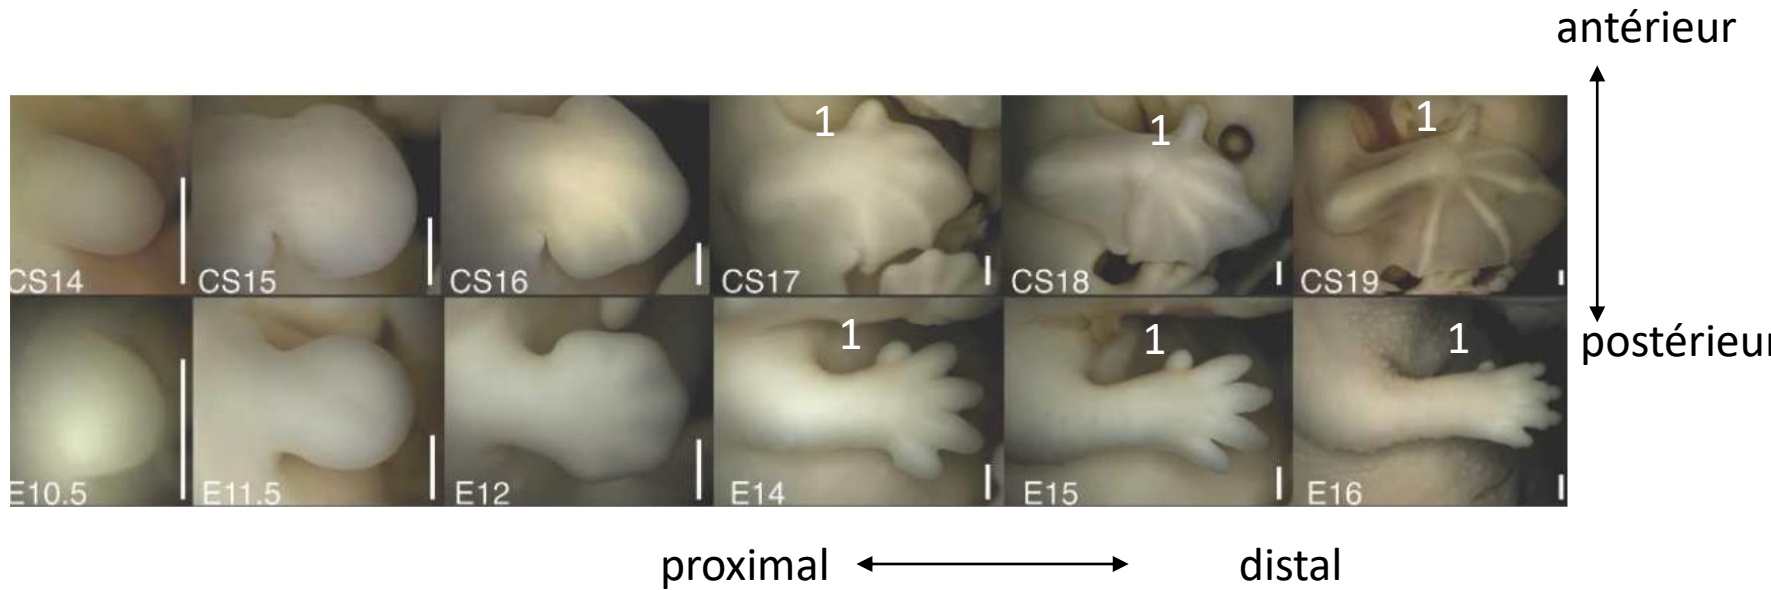 antérieur
1 1 1
CS14 CS15 CS16 CS17 CS18 CS19
1 1 1
postérieur
E10.5 E11.5 E12 E14 E15 E16
proximal distal